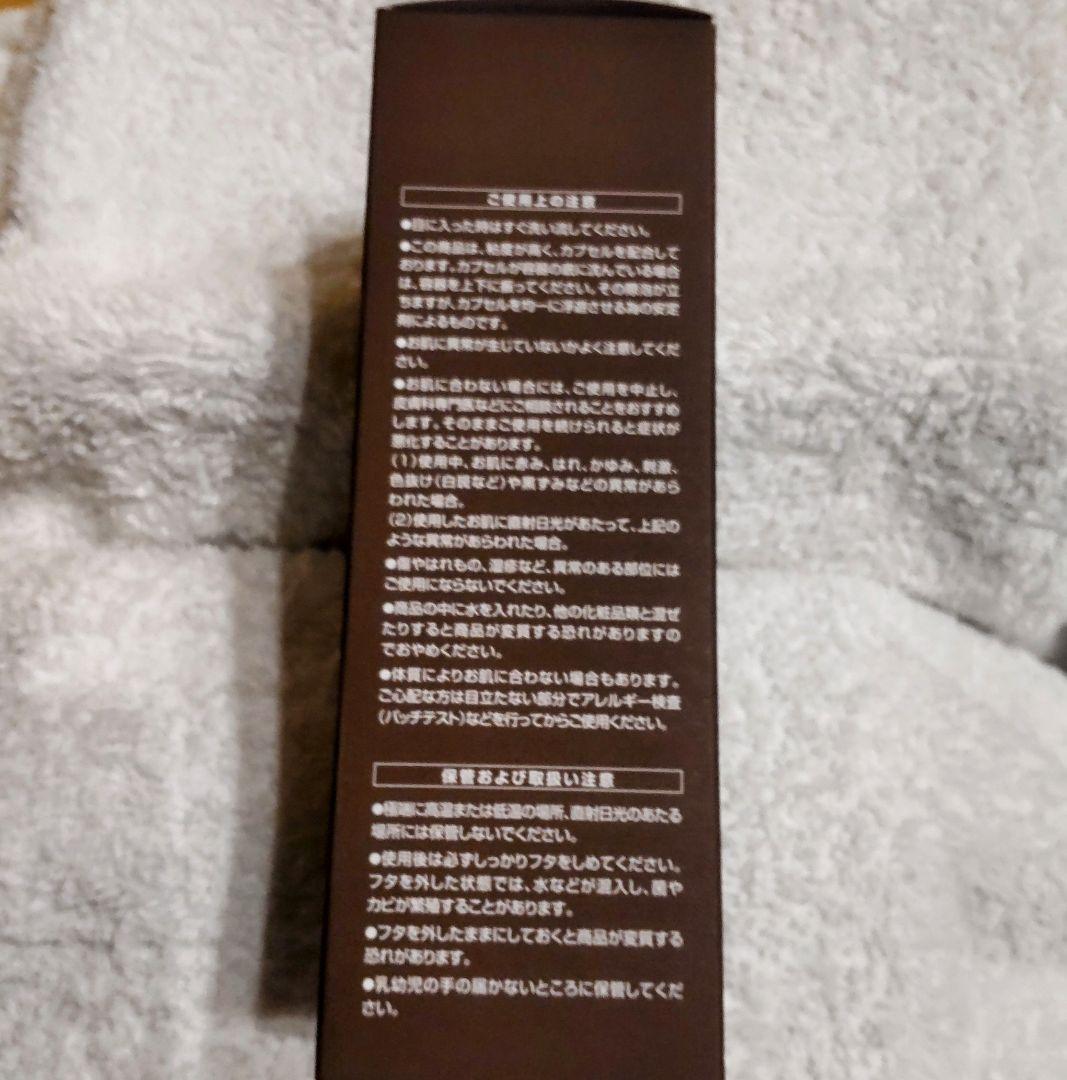 ご使用上の注意
●目に入った時はすぐ洗い流してください。
●この商品は、粘度が高く、カプセルを配合して
おります。カプセルが容器の底に沈んでいる場合
は、容器を上下に振ってください。その際泡が立
ちますが、カプセルを均一に浮遊させる為の安定
剤によるものです。
●お肌に異常が生じていないかよく注意してくだ
さい。
●お肌に合わない場合には、ご使用を中止し、
皮膚科専門医などにご相談されることをおすすめ
します。そのままご使用を続けられると症状が
悪化することがあります。
(1)使用中、お肌に赤み、はれ、かゆみ、刺激、
色抜け(白斑など)や黒ずみなどの異常があら
われた場合。
(2)使用したお肌に直射日光があたって、上記の
ような異常があらわれた場合。
●傷やはれもの、湿疹など、異常のある部位には
ご使用にならないでください。
●商品の中に水を入れたり、他の化粧品類と混ぜ
たりすると商品が変質する恐れがありますの
でおやめください。
●体質によりお肌に合わない場合もあります。
ご心配な方は目立たない部分でアレルギー検査
(パッチテスト)などを行ってからご使用ください。
保管および取扱い注意
●極端に高温または低温の場所、直射日光のあたる
場所には保管しないでください。
●使用後は必ずしっかりフタをしめてください。
フタを外した状態では、水などが混入し、菌や
カビが繁殖することがあります。
●フタを外したままにしておくと商品が変質する
恐れがあります。
●乳幼児の手の届かないところに保管してくだ
さい。